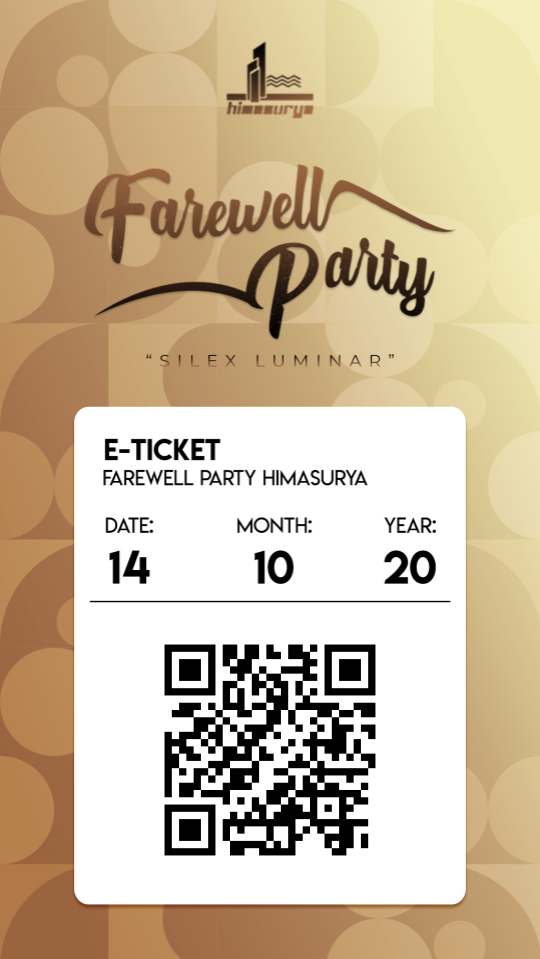 himasurya
Farewell
Party
“SILEX LUMINAR”
E-TICKET
FAREWELL PARTY HIMASURYA
DATE: MONTH: YEAR:
14 10 20